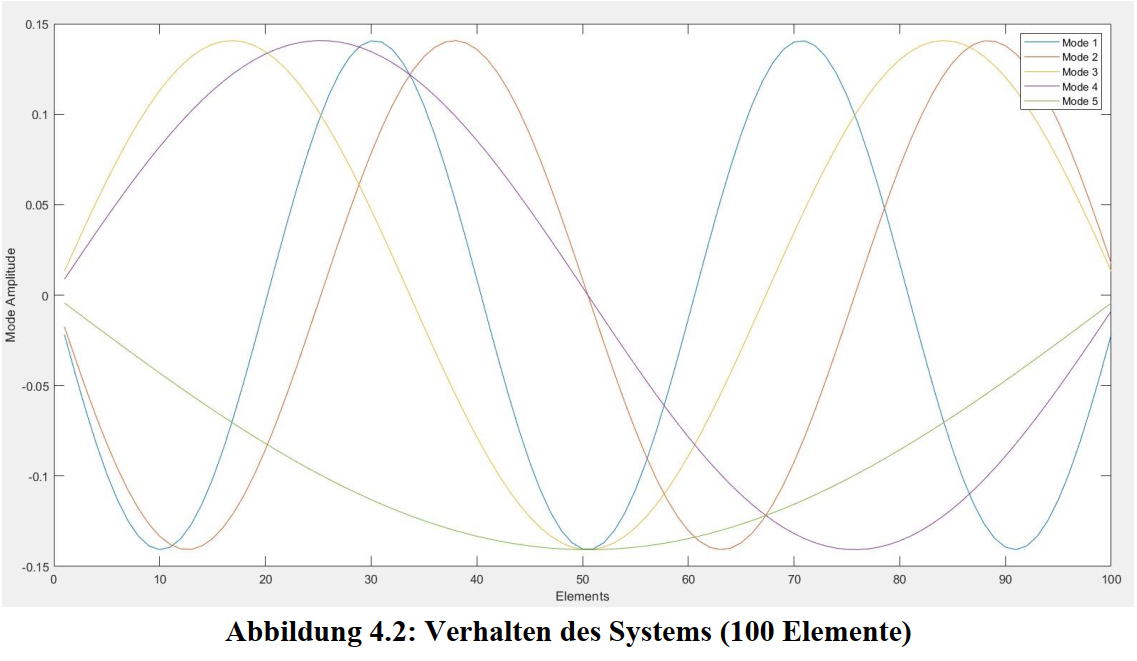 0.15
0.1
0.05
0
-0.05
-0.1
-0.15
Mode Amplitude
Mode 1
Mode 2
Mode 3
Mode 4
Mode 5
0 10 20 30 40 50 60 70 80 90 100
Elements
Abbildung 4.2: Verhalten des Systems (100 Elemente)